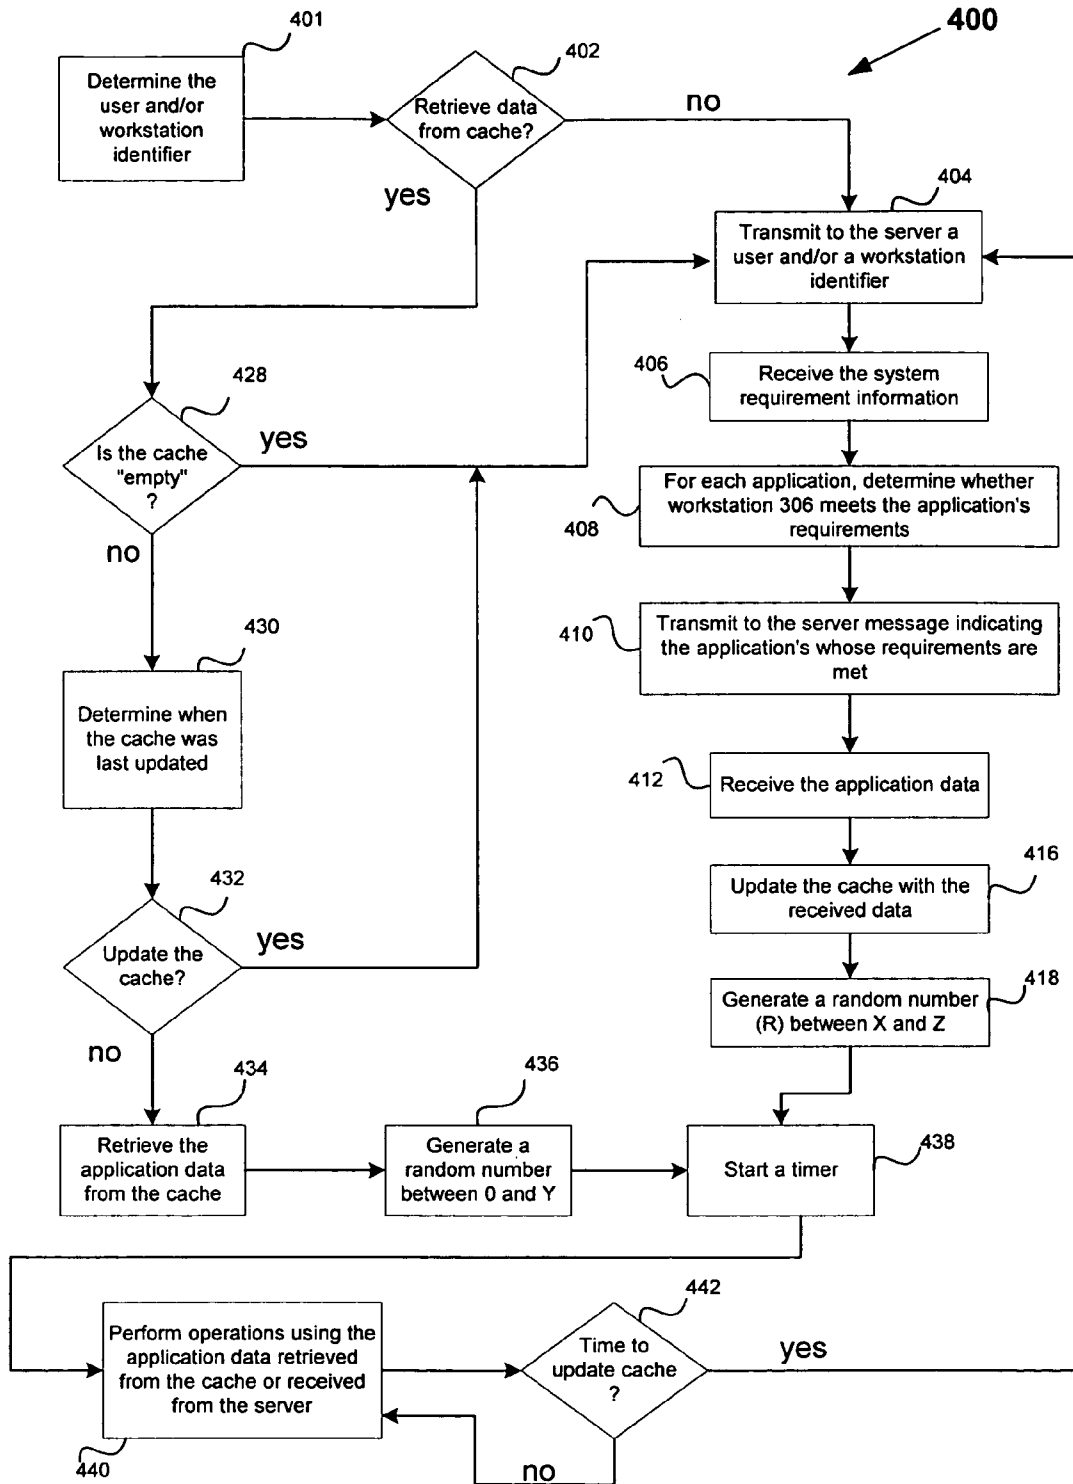 400
401
402
Determine the
user and/or
workstation
identifier
Retrieve data
from cache?
no
yes
404
Transmit to the server a
user and/or a workstation
identifier
406
Receive the system
requirement information
428
Is the cache
"empty"
?
yes
no
408
For each application, determine whether
workstation 306 meets the application's
requirements
410
Transmit to the server message indicating
the application's whose requirements are
met
430
Determine when
the cache was
last updated
412
Receive the application data
416
Update the cache with the
received data
432
Update the
cache?
yes
no
418
Generate a random number
(R) between X and Z
434
Retrieve the
application data
from the cache
436
Generate a
random number
between 0 and Y
Start a timer
438
Perform operations using the
application data retrieved
from the cache or received
from the server
440
442
Time to
update cache
?
yes
no